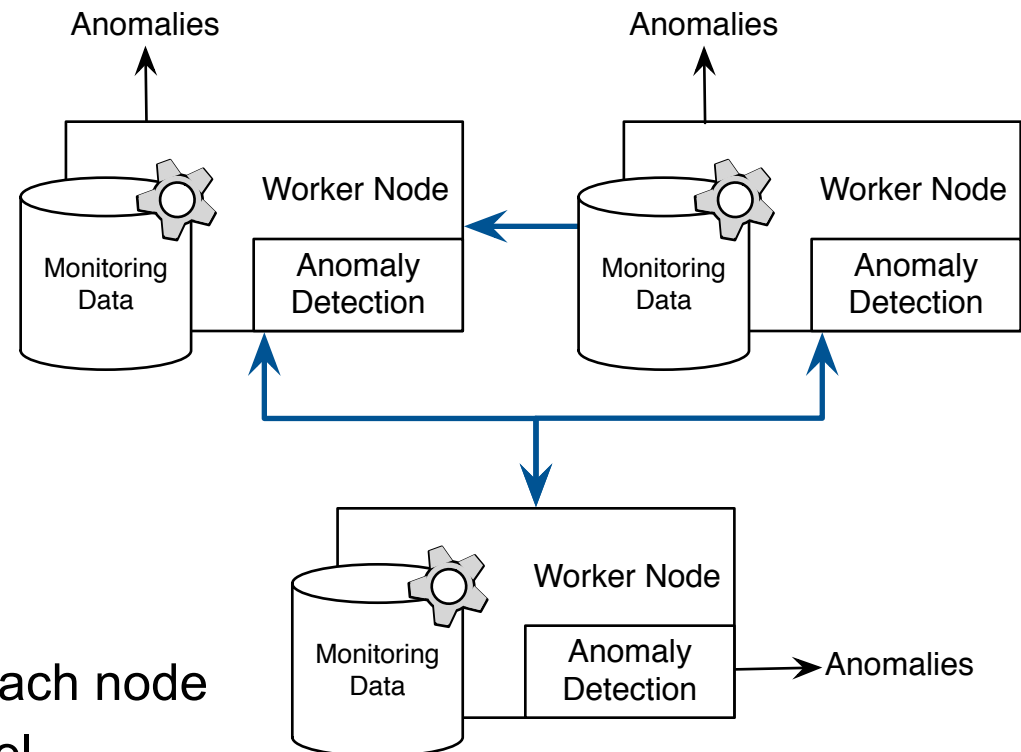 Anomalies
Anomalies
Worker Node
Monitoring
Data
Anomaly
Detection
Worker Node
Monitoring
Data
Anomaly
Detection
Worker Node
Monitoring
Data
Anomaly
Detection
Anomalies
node